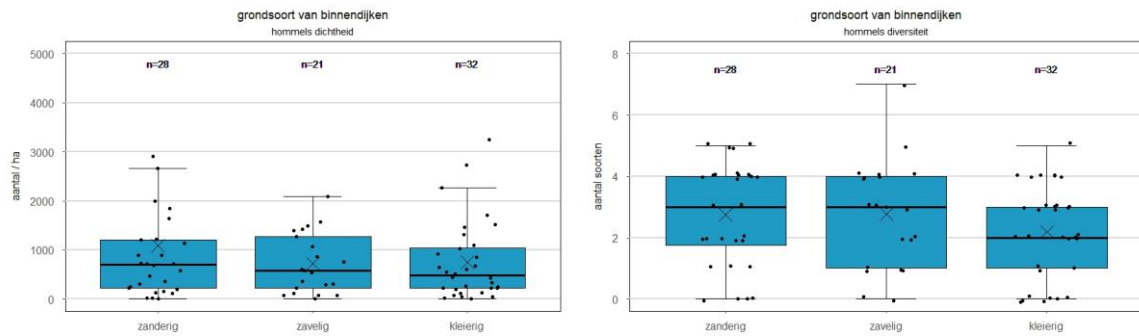 grondsoort van binnendijken
hommels dichtheid
5000
4000
3000
2000
1000
0
aantal / ha
n=28
n=21
n=32
zanderig
zavelig
kleierig
grondsoort van binnendijken
hommels diversiteit
8
6
4
2
0
aantal soorten
n=28
n=21
n=32
zanderig
zavelig
kleierig